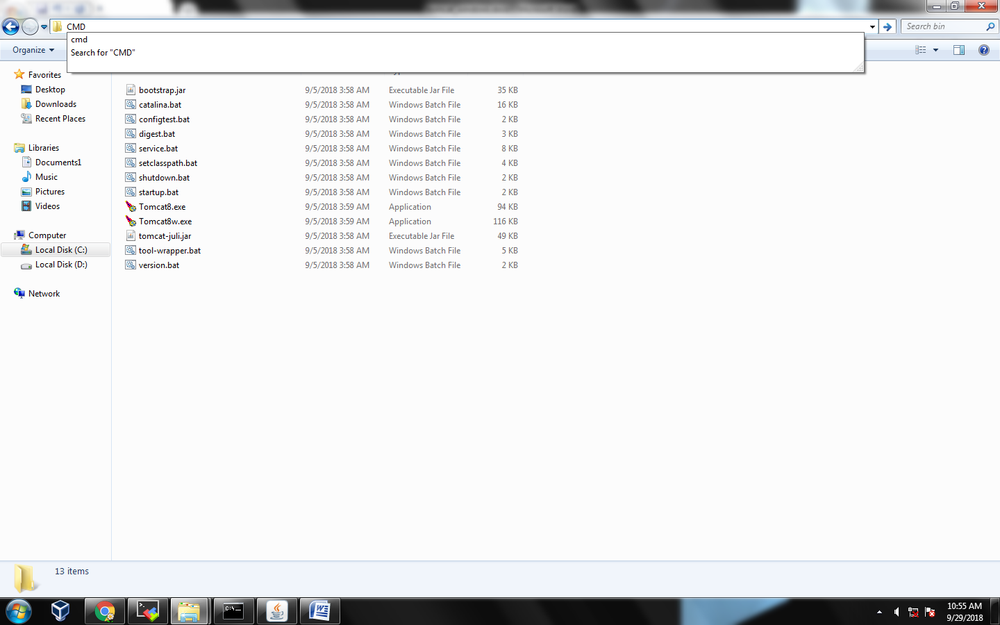 CMD
Search bin
cmd
Search for "CMD"
Organize
Favorites
Desktop
Downloads
Recent Places
Libraries
Documents1
Music
Pictures
Videos
Computer
Local Disk (C:)
Local Disk (D:)
Network
bootstrap.jar 9/5/2018 3:58 AM Executable Jar File 35 KB
catalina.bat 9/5/2018 3:58 AM Windows Batch File 16 KB
configtest.bat 9/5/2018 3:58 AM Windows Batch File 2 KB
digest.bat 9/5/2018 3:58 AM Windows Batch File 3 KB
service.bat 9/5/2018 3:58 AM Windows Batch File 8 KB
setclasspath.bat 9/5/2018 3:58 AM Windows Batch File 4 KB
shutdown.bat 9/5/2018 3:58 AM Windows Batch File 2 KB
startup.bat 9/5/2018 3:58 AM Windows Batch File 2 KB
Tomcat8.exe 9/5/2018 3:59 AM Application 94 KB
Tomcat8w.exe 9/5/2018 3:59 AM Application 116 KB
tomcat-juli.jar 9/5/2018 3:58 AM Executable Jar File 49 KB
tool-wrapper.bat 9/5/2018 3:58 AM Windows Batch File 5 KB
version.bat 9/5/2018 3:58 AM Windows Batch File 2 KB
13 items
10:55 AM
9/29/2018